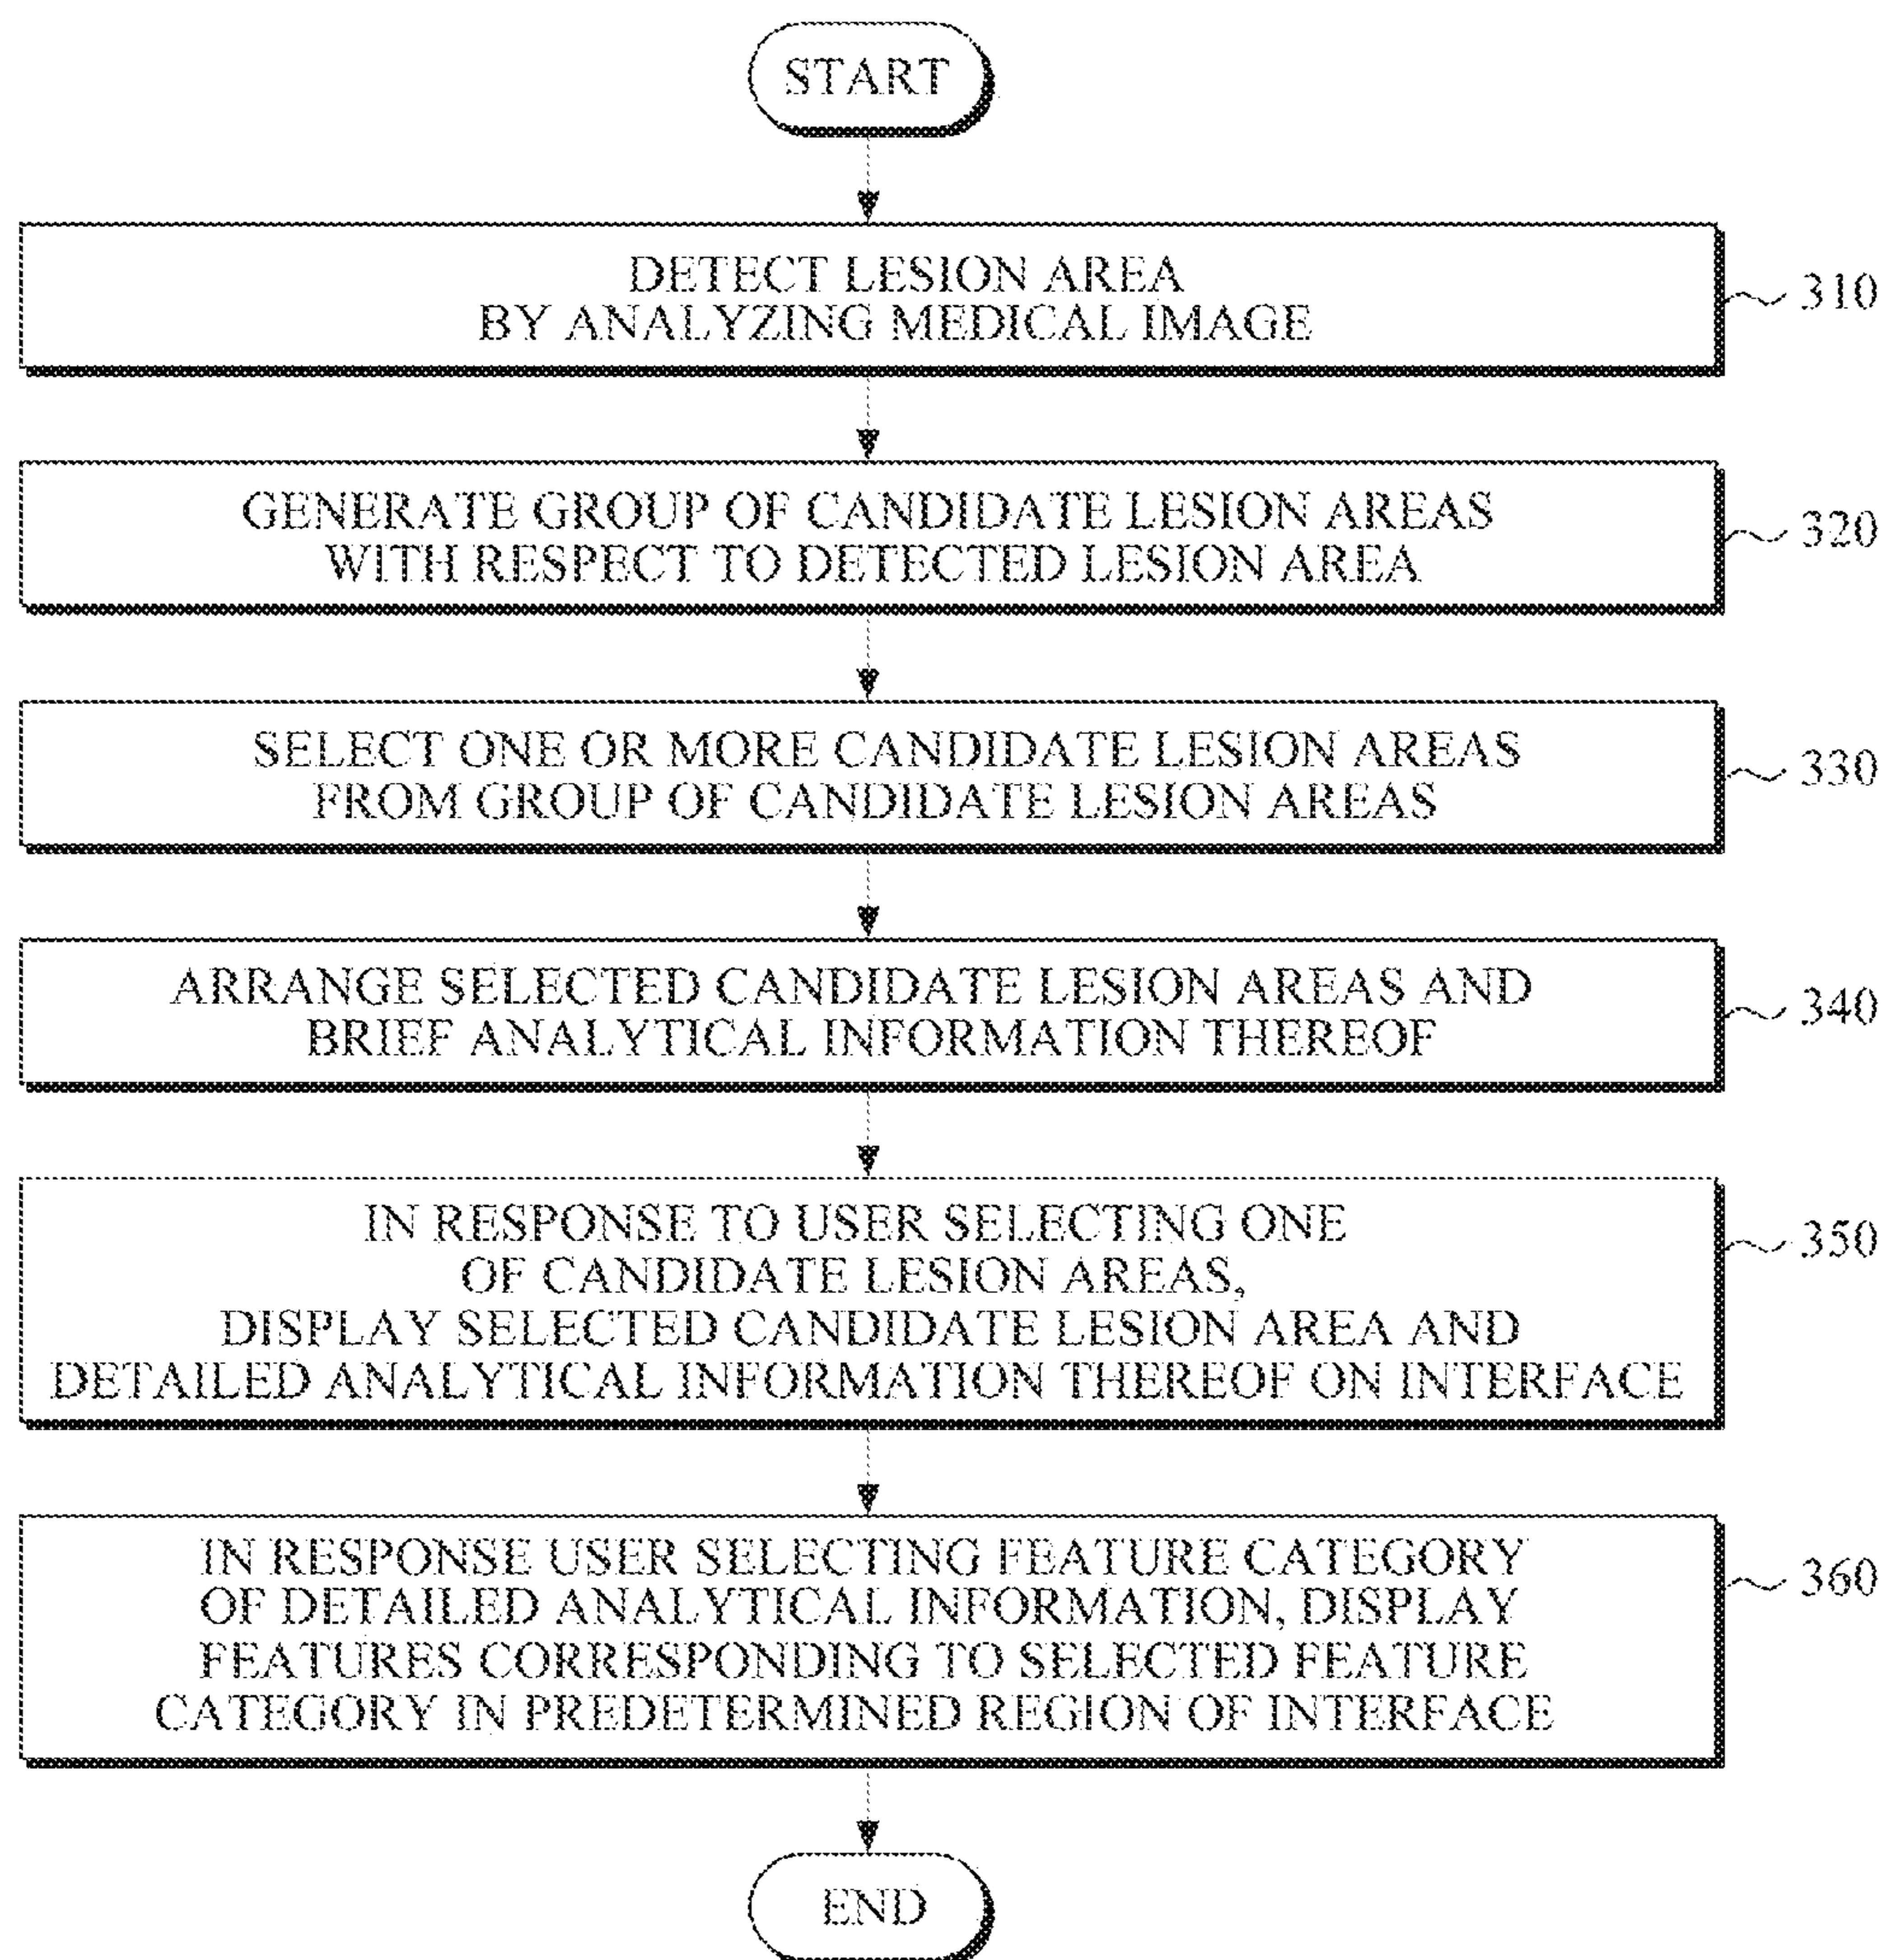 START
DETECT LESION AREA
BY ANALYZING MEDICAL IMAGE
310
GENERATE GROUP OF CANDIDATE LESION AREAS
WITH RESPECT TO DETECTED LESION AREA
320
SELECT ONE OR MORE CANDIDATE LESION AREAS
FROM GROUP OF CANDIDATE LESION AREAS
330
ARRANGE SELECTED CANDIDATE LESION AREAS AND
BRIEF ANALYTICAL INFORMATION THEREOF
340
IN RESPONSE TO USER SELECTING ONE
OF CANDIDATE LESION AREAS,
DISPLAY SELECTED CANDIDATE LESION AREA AND
DETAILED ANALYTICAL INFORMATION THEREOF ON INTERFACE
350
IN RESPONSE USER SELECTING FEATURE CATEGORY
OF DETAILED ANALYTICAL INFORMATION, DISPLAY
FEATURES CORRESPONDING TO SELECTED FEATURE
CATEGORY IN PREDETERMINED REGION OF INTERFACE
360
END